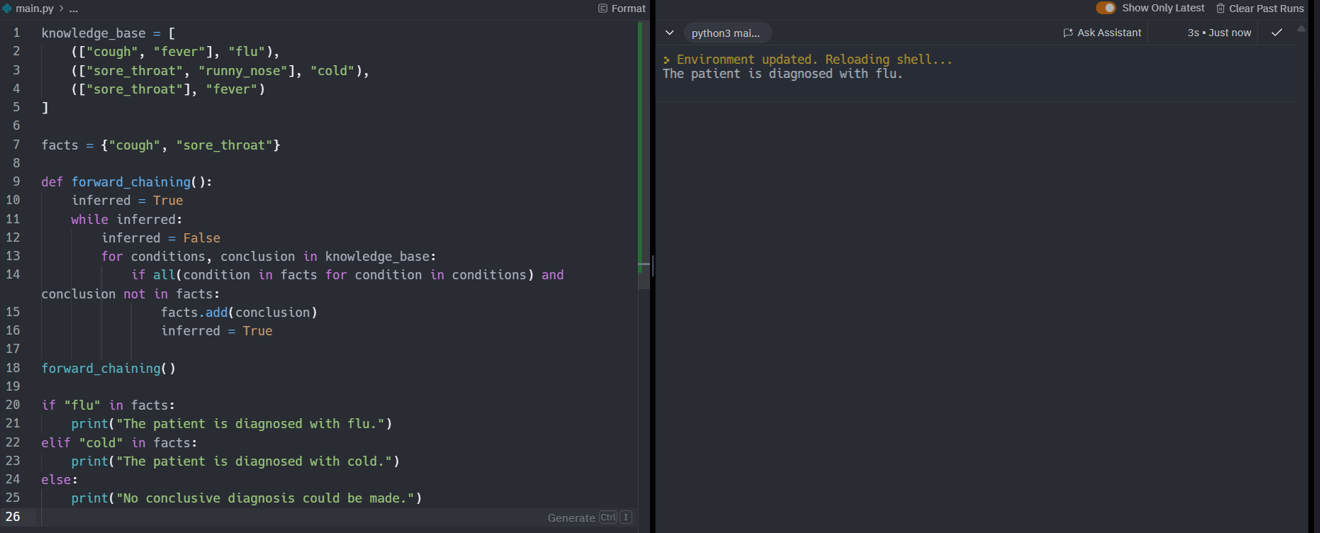 main.py > ...
Format
1 knowledge_base = [
2     (["cough", "fever"], "flu"),
3     (["sore_throat", "runny_nose"], "cold"),
4     (["sore_throat"], "fever")
5 ]
6
7 facts = {"cough", "sore_throat"}
8
9 def forward_chaining():
10     inferred = True
11     while inferred:
12         inferred = False
13         for conditions, conclusion in knowledge_base:
14             if all(condition in facts for condition in conditions) and
conclusion not in facts:
15                 facts.add(conclusion)
16                 inferred = True
17
18 forward_chaining()
19
20 if "flu" in facts:
21     print("The patient is diagnosed with flu.")
22 elif "cold" in facts:
23     print("The patient is diagnosed with cold.")
24 else:
25     print("No conclusive diagnosis could be made.")
26
Generate Ctrl I
Show Only Latest Clear Past Runs
python3 mai... Ask Assistant 3s • Just now
Environment updated. Reloading shell...
The patient is diagnosed with flu.